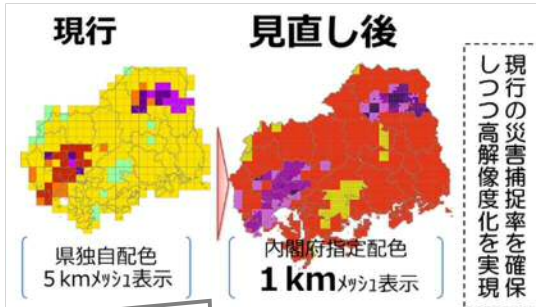 現行
見直し後
県独自配色
5kmメッシュ表示
内閣府指定配色
1kmメッシュ表示
現行の災害捕捉率を確保
しつつ高解像度化を実現